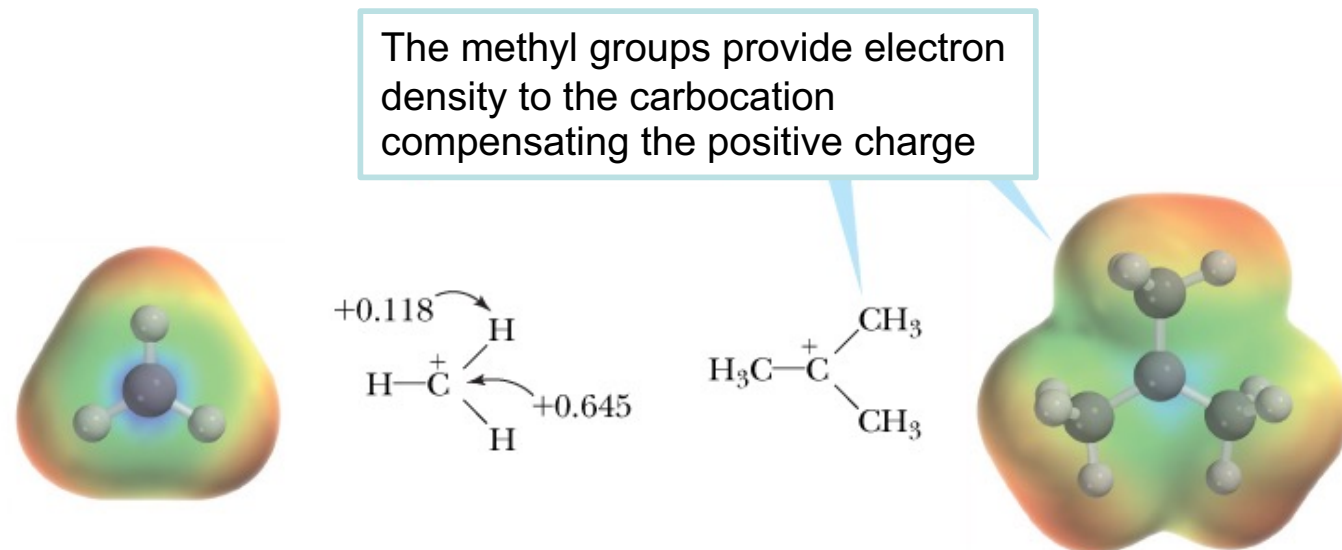 The methyl groups provide electron
density to the carbocation
compensating the positive charge
+0.118
H
H—C
+
+0.645
H
CH₃
H₃C—C
+
CH₃